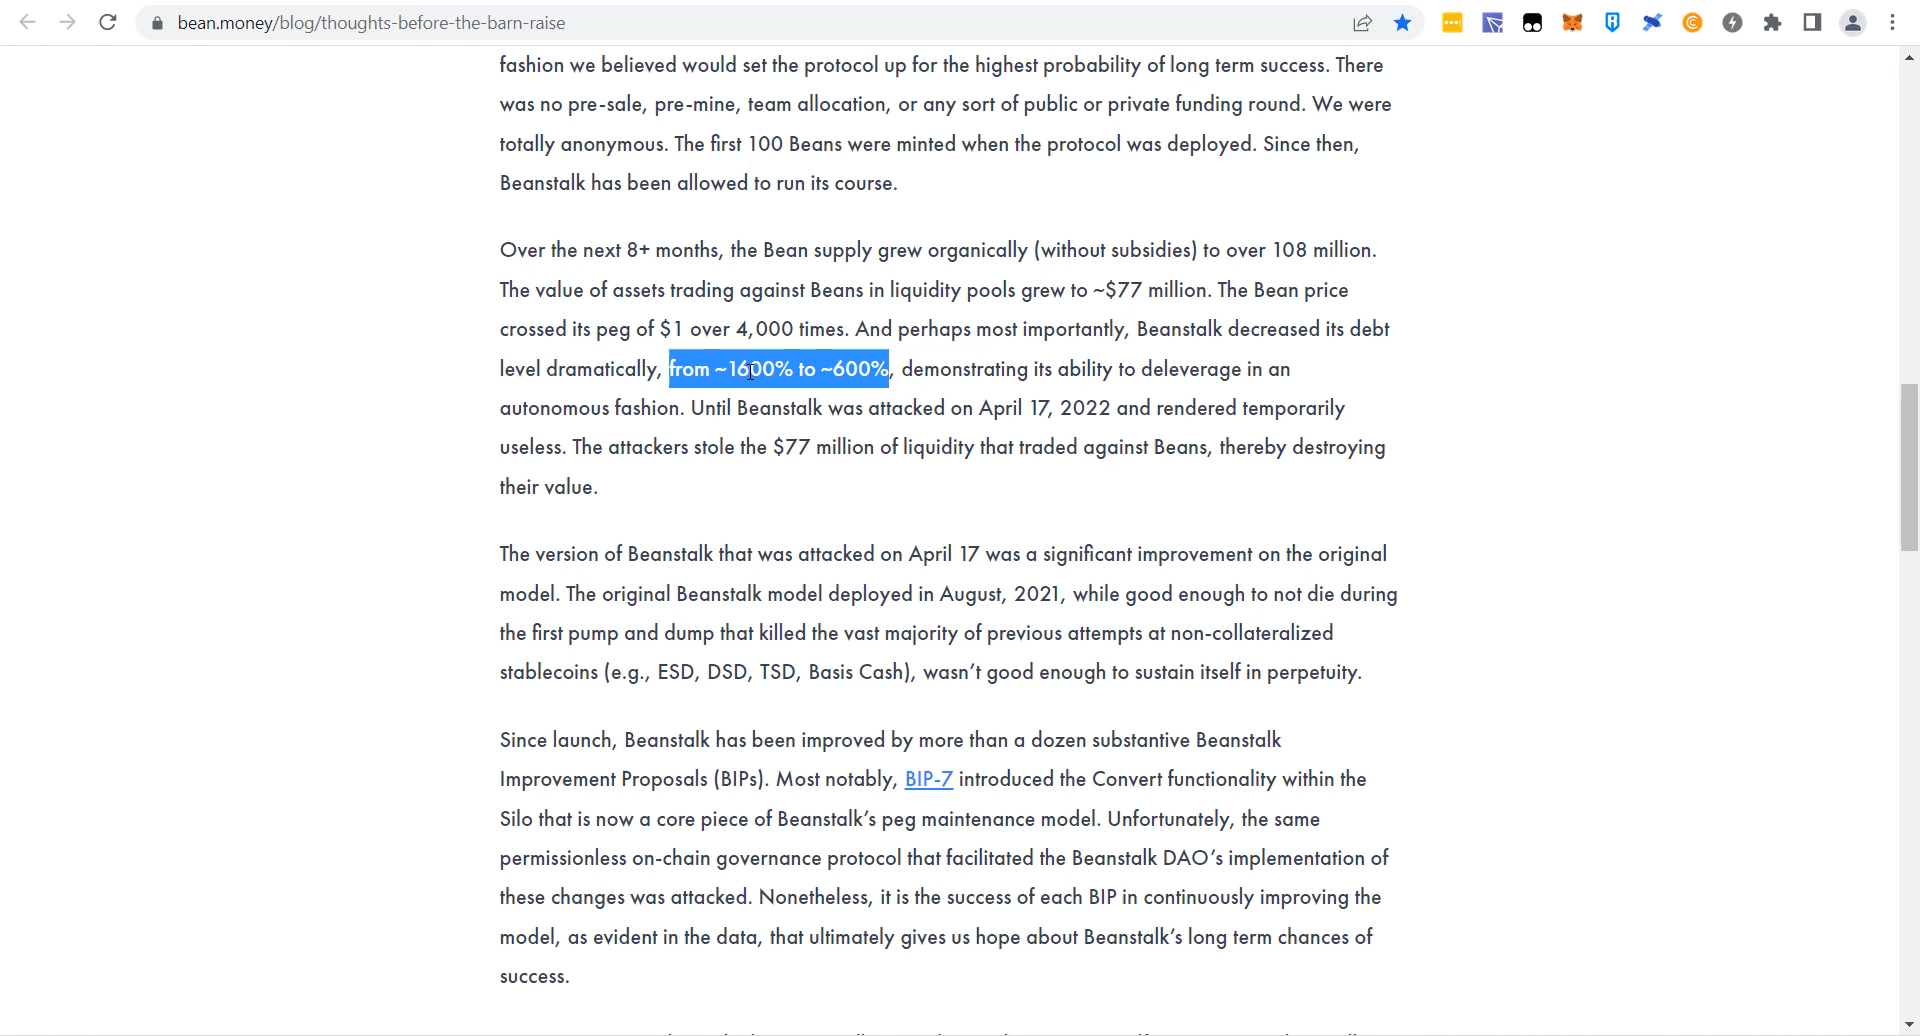 bean.money/blog/thoughts-before-the-barn-raise
fashion we believed would set the protocol up for the highest probability of long term success. There
was no pre-sale, pre-mine, team allocation, or any sort of public or private funding round. We were
totally anonymous. The first 100 Beans were minted when the protocol was deployed. Since then,
Beanstalk has been allowed to run its course.
Over the next 8+ months, the Bean supply grew organically (without subsidies) to over 108 million.
The value of assets trading against Beans in liquidity pools grew to ~$77 million. The Bean price
crossed its peg of $1 over 4,000 times. And perhaps most importantly, Beanstalk decreased its debt
level dramatically, from ~1600% to ~600%, demonstrating its ability to deleverage in an
autonomous fashion. Until Beanstalk was attacked on April 17, 2022 and rendered temporarily
useless. The attackers stole the $77 million of liquidity that traded against Beans, thereby destroying
their value.
The version of Beanstalk that was attacked on April 17 was a significant improvement on the original
model. The original Beanstalk model deployed in August, 2021, while good enough to not die during
the first pump and dump that killed the vast majority of previous attempts at non-collateralized
stablecoins (e.g., ESD, DSD, TSD, Basis Cash), wasn’t good enough to sustain itself in perpetuity.
Since launch, Beanstalk has been improved by more than a dozen substantive Beanstalk
Improvement Proposals (BIPs). Most notably, BIP-7 introduced the Convert functionality within the
Silo that is now a core piece of Beanstalk’s peg maintenance model. Unfortunately, the same
permissionless on-chain governance protocol that facilitated the Beanstalk DAO’s implementation of
these changes was attacked. Nonetheless, it is the success of each BIP in continuously improving the
model, as evident in the data, that ultimately gives us hope about Beanstalk’s long term chances of
success.